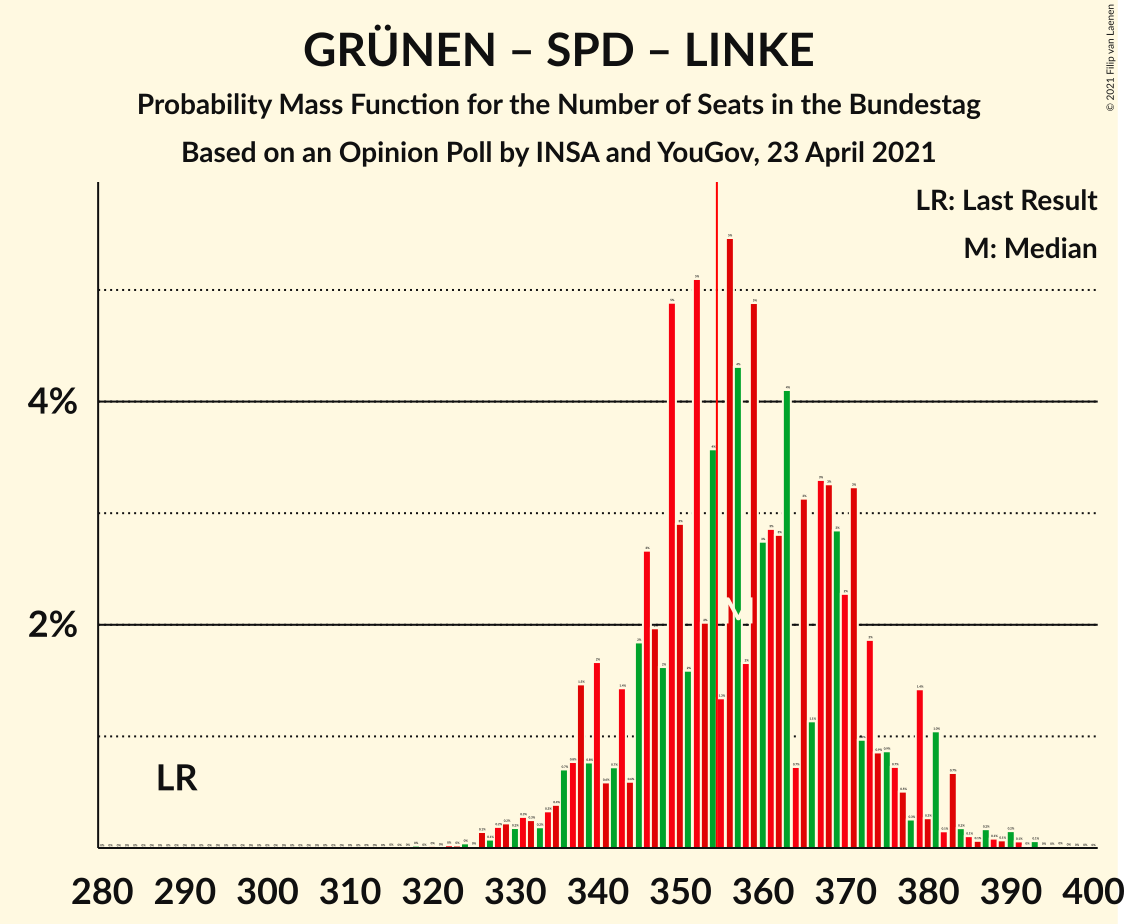 GRÜNEN – SPD – LINKE
Probability Mass Function for the Number of Seats in the Bundestag
Based on an Opinion Poll by INSA and YouGov, 23 April 2021
© 2021 Filip van Laenen
LR: Last Result
M: Median
4%
2%
M
LR
280 290 300 310 320 330 340 350 360 370 380 390 400